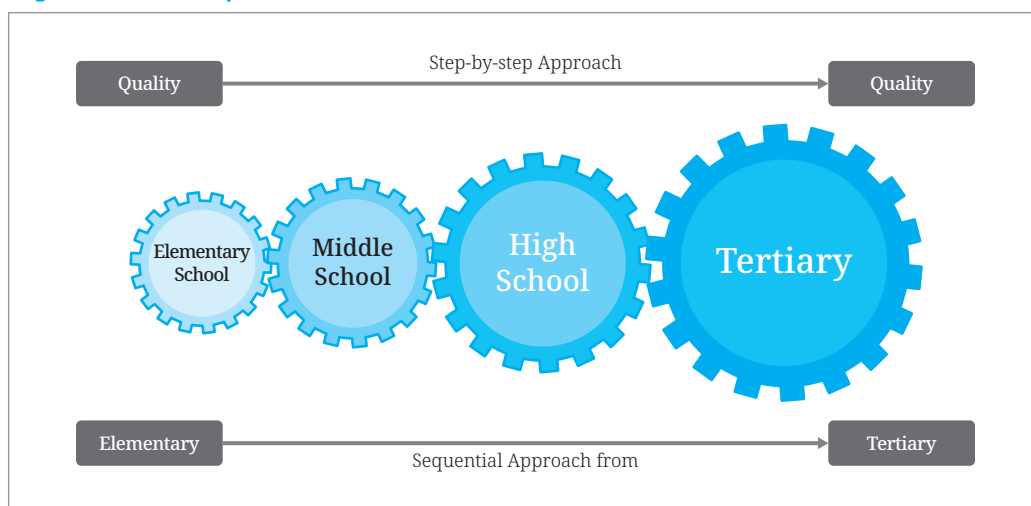 Step-by-step Approach
Quality
Quality
Elementary
School
Middle
School
High
School
Tertiary
Elementary
Tertiary
Sequential Approach from